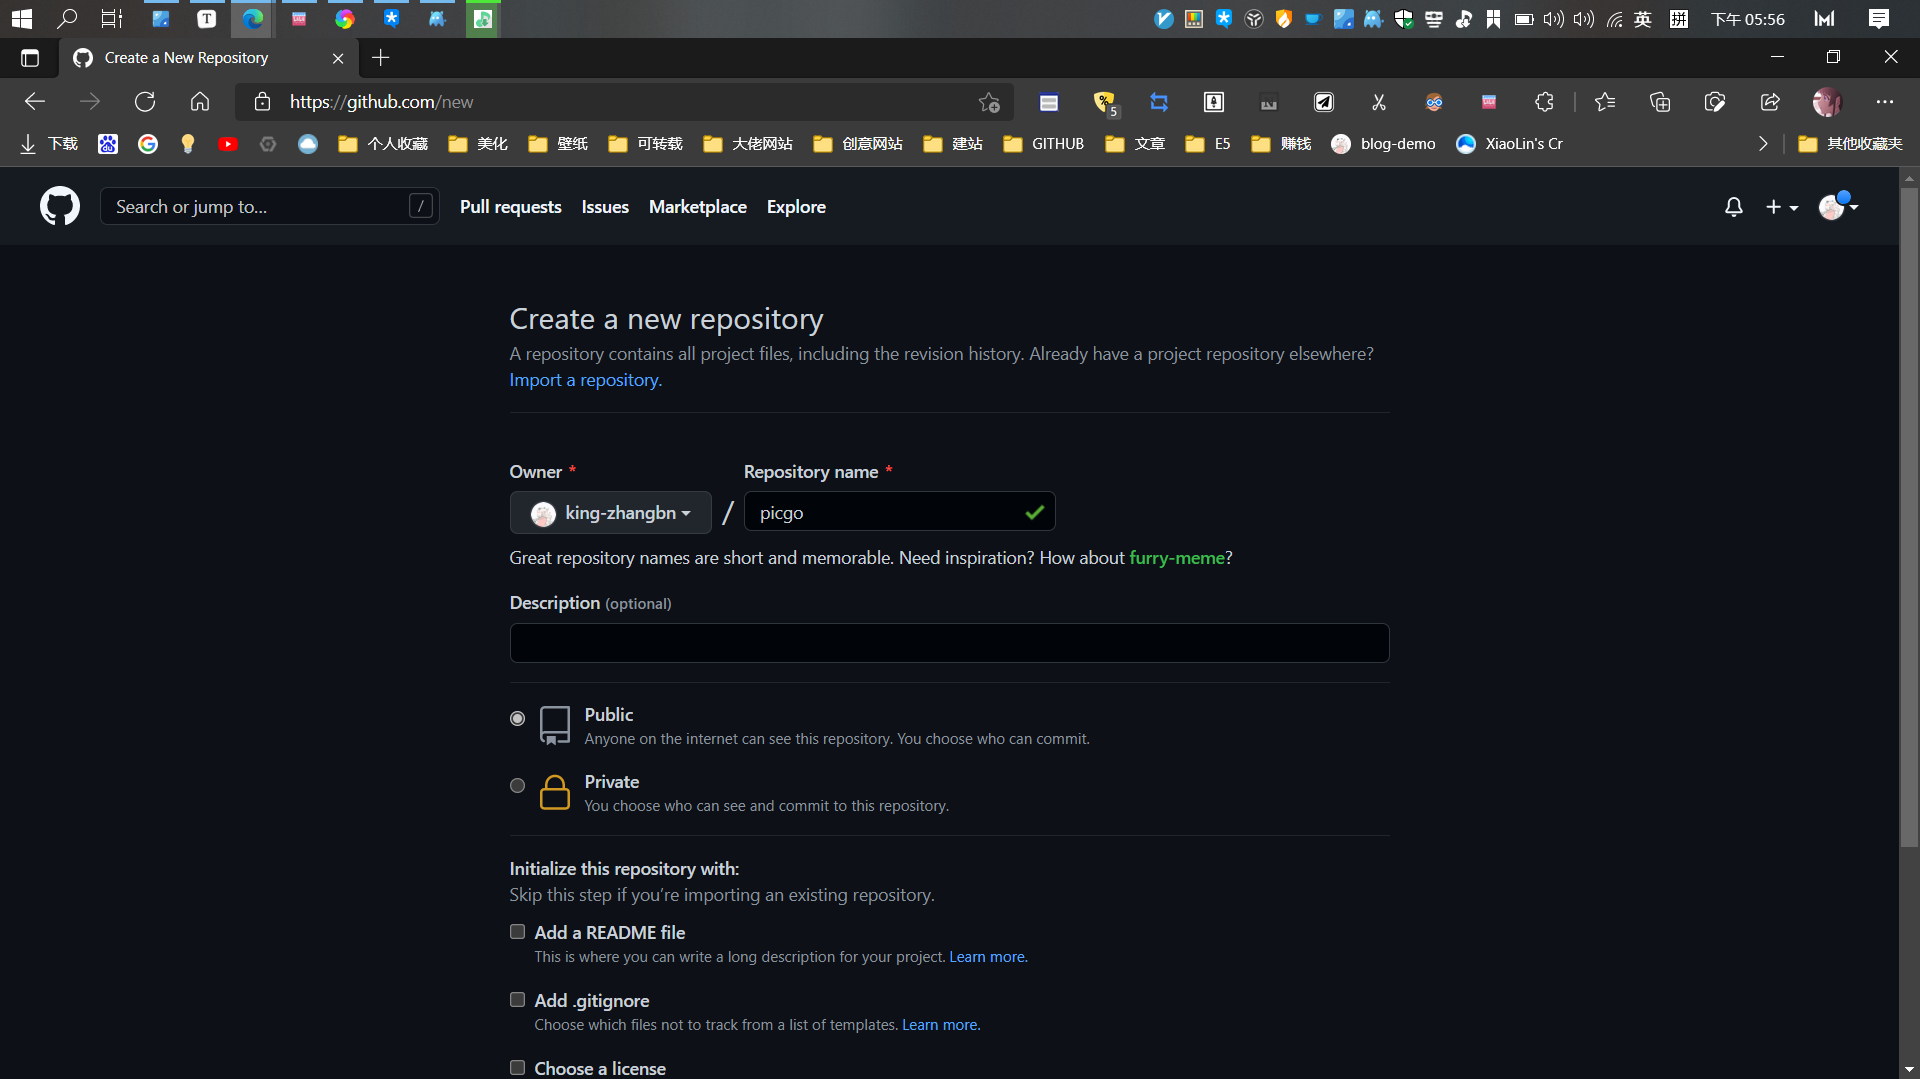 英 拼 下午 05:56
Create a New Repository
https://github.com/new
5
下载 个人收藏 美化 壁纸 可转载 大佬网站 创意网站 建站 GITHUB 文章 E5 赚钱 blog-demo XiaoLin's Cr 其他收藏夹
Search or jump to... / Pull requests Issues Marketplace Explore
Create a new repository
A repository contains all project files, including the revision history. Already have a project repository elsewhere?
Import a repository.
Owner * Repository name *
king-zhangbn / picgo
Great repository names are short and memorable. Need inspiration? How about furry-meme?
Description (optional)
Public
Anyone on the internet can see this repository. You choose who can commit.
Private
You choose who can see and commit to this repository.
Initialize this repository with:
Skip this step if you’re importing an existing repository.
Add a README file
This is where you can write a long description for your project. Learn more.
Add .gitignore
Choose which files not to track from a list of templates. Learn more.
Choose a license